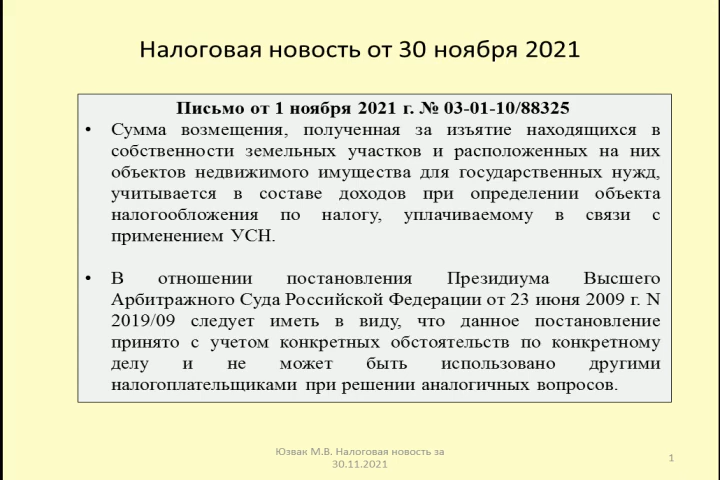 Налоговая новость от 30 ноября 2021
Письмо от 1 ноября 2021 г. № 03-01-10/88325
• Сумма возмещения, полученная за изъятие находящихся в
собственности земельных участков и расположенных на них
объектов недвижимого имущества для государственных нужд,
учитывается в составе доходов при определении объекта
налогообложения по налогу, уплачиваемому в связи с
применением УСН.
• В отношении постановления Президиума Высшего
Арбитражного Суда Российской Федерации от 23 июня 2009 г. N
2019/09 следует иметь в виду, что данное постановление
принято с учетом конкретных обстоятельств по конкретному
делу и не может быть использовано другими
налогоплательщиками при решении аналогичных вопросов.
Юзвак М.В. Налоговая новость за
30.11.2021
1